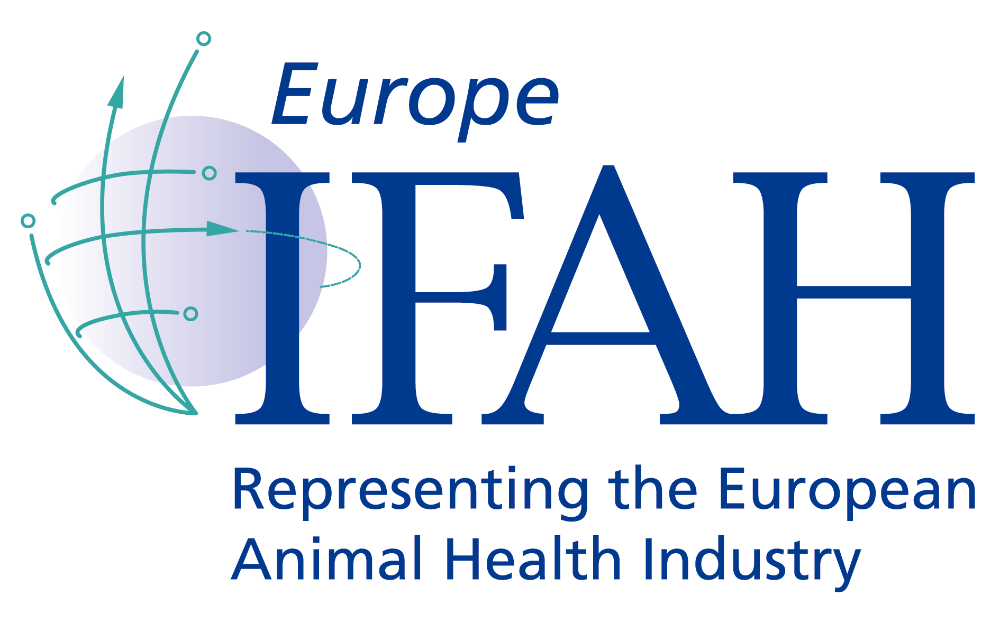 Europe
IFAH
Representing the European
Animal Health Industry